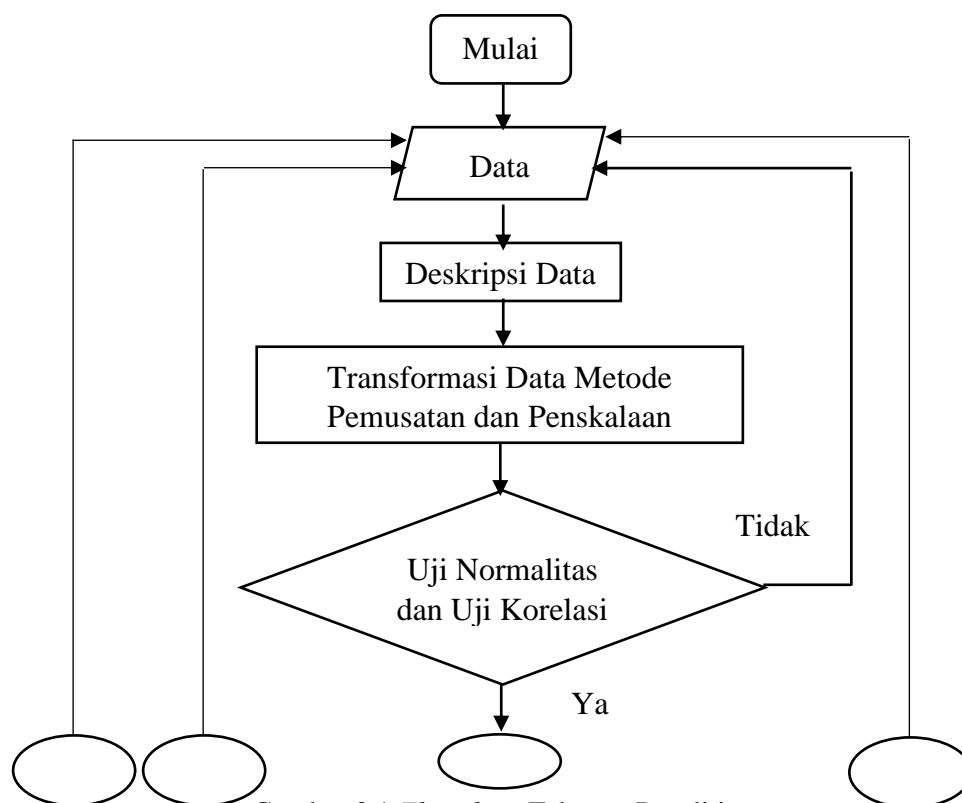 Mulai
Data
Deskripsi Data
Transformasi Data Metode
Pemusatan dan Penskalaan
Tidak
Uji Normalitas
dan Uji Korelasi
Ya